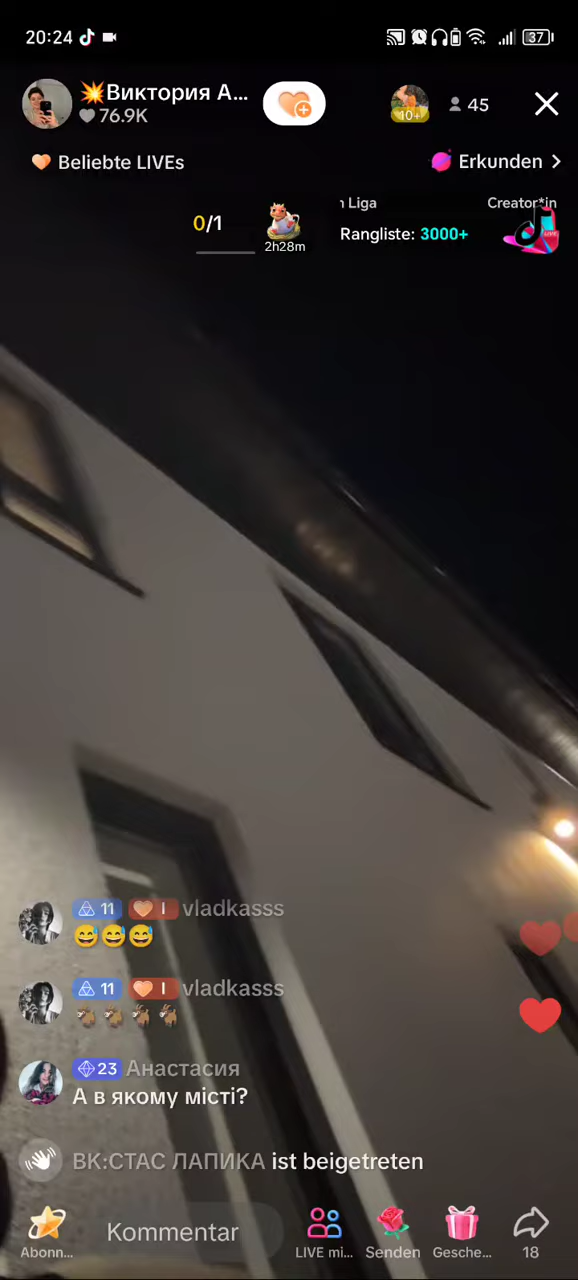 20:24
37
💥Виктория А...
76.9K
10+
45
Beliebte LIVEs
Erkunden
0/1
2h28m
n Liga
Creator*in
Rangliste: 3000+
LIVE
11 I vladkasss
😅😅😅
11 I vladkasss
🐐🐐🐐🐐
23 Анастасия
А в якому місті?
ВК:СТАС ЛАПИКА ist beigetreten
Abonn...
Kommentar
LIVE mi...
Senden
Gesche...
18